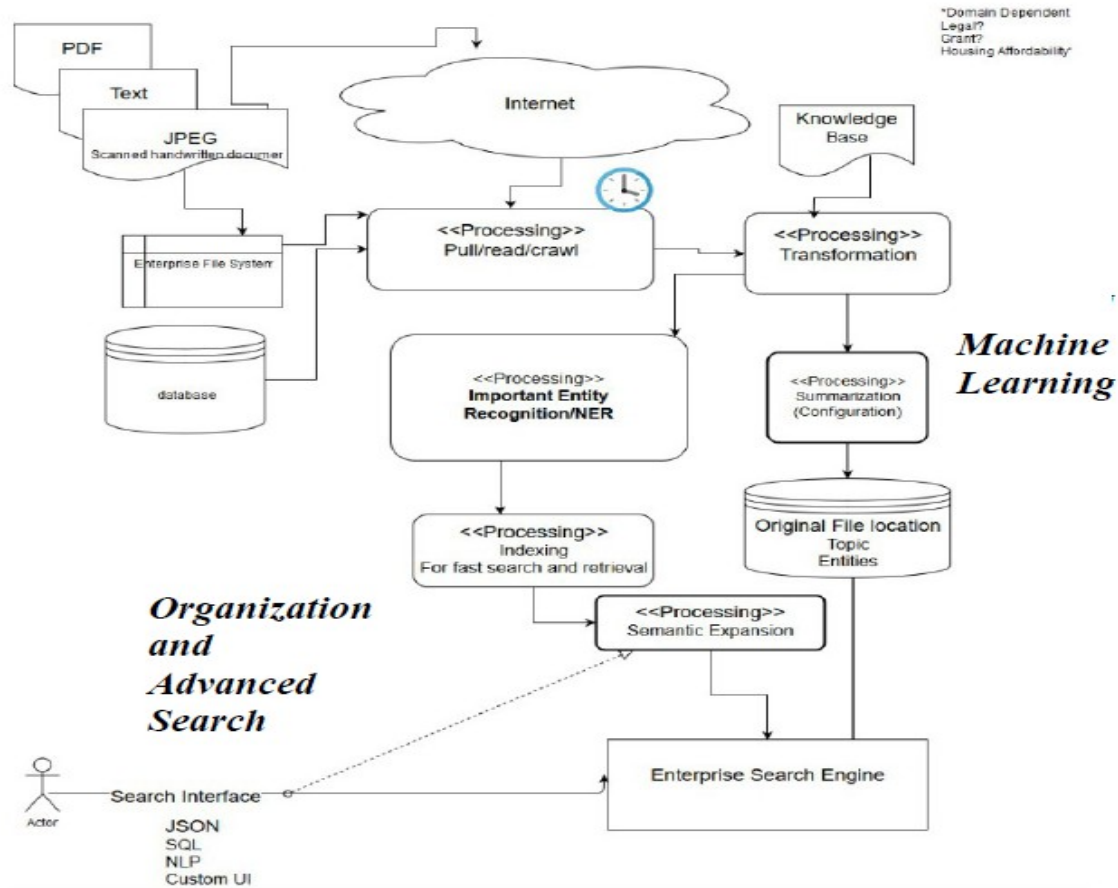 *Domain Dependent
Legal?
Grant?
Housing Affordability*
PDF
Text
JPEG
Scanned handwritten documer
Internet
Knowledge
Base
<<Processing>>
Pull/read/crawl
<<Processing>>
Transformation
Enterprise File System
database
<<Processing>>
Important Entity
Recognition/NER
<<Processing>>
Summarization
(Configuration)
Machine
Learning
<<Processing>>
Indexing
For fast search and retrieval
Original File location
Topic
Entities
<<Processing>>
Semantic Expansion
Organization
and
Advanced
Search
Enterprise Search Engine
Actor
Search Interface
JSON
SQL
NLP
Custom UI